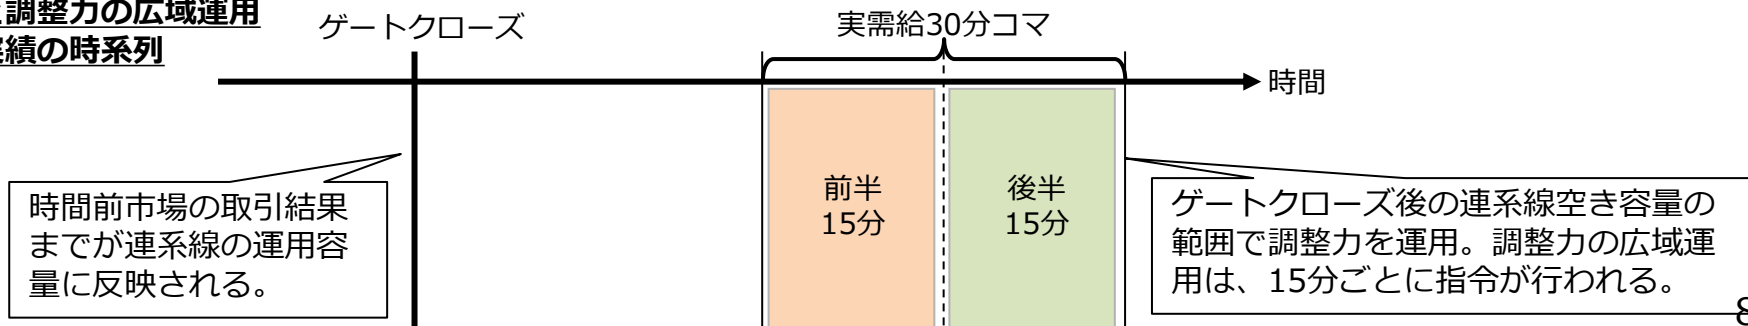 調整力の広域運用
実績の時系列
ゲートクローズ
実需給30分コマ
時間
時間前市場の取引結果
までが連系線の運用容
量に反映される。
前半
15分
後半
15分
ゲートクローズ後の連系線空き容量の
範囲で調整力を運用。調整力の広域運
用は、15分ごとに指令が行われる。
8